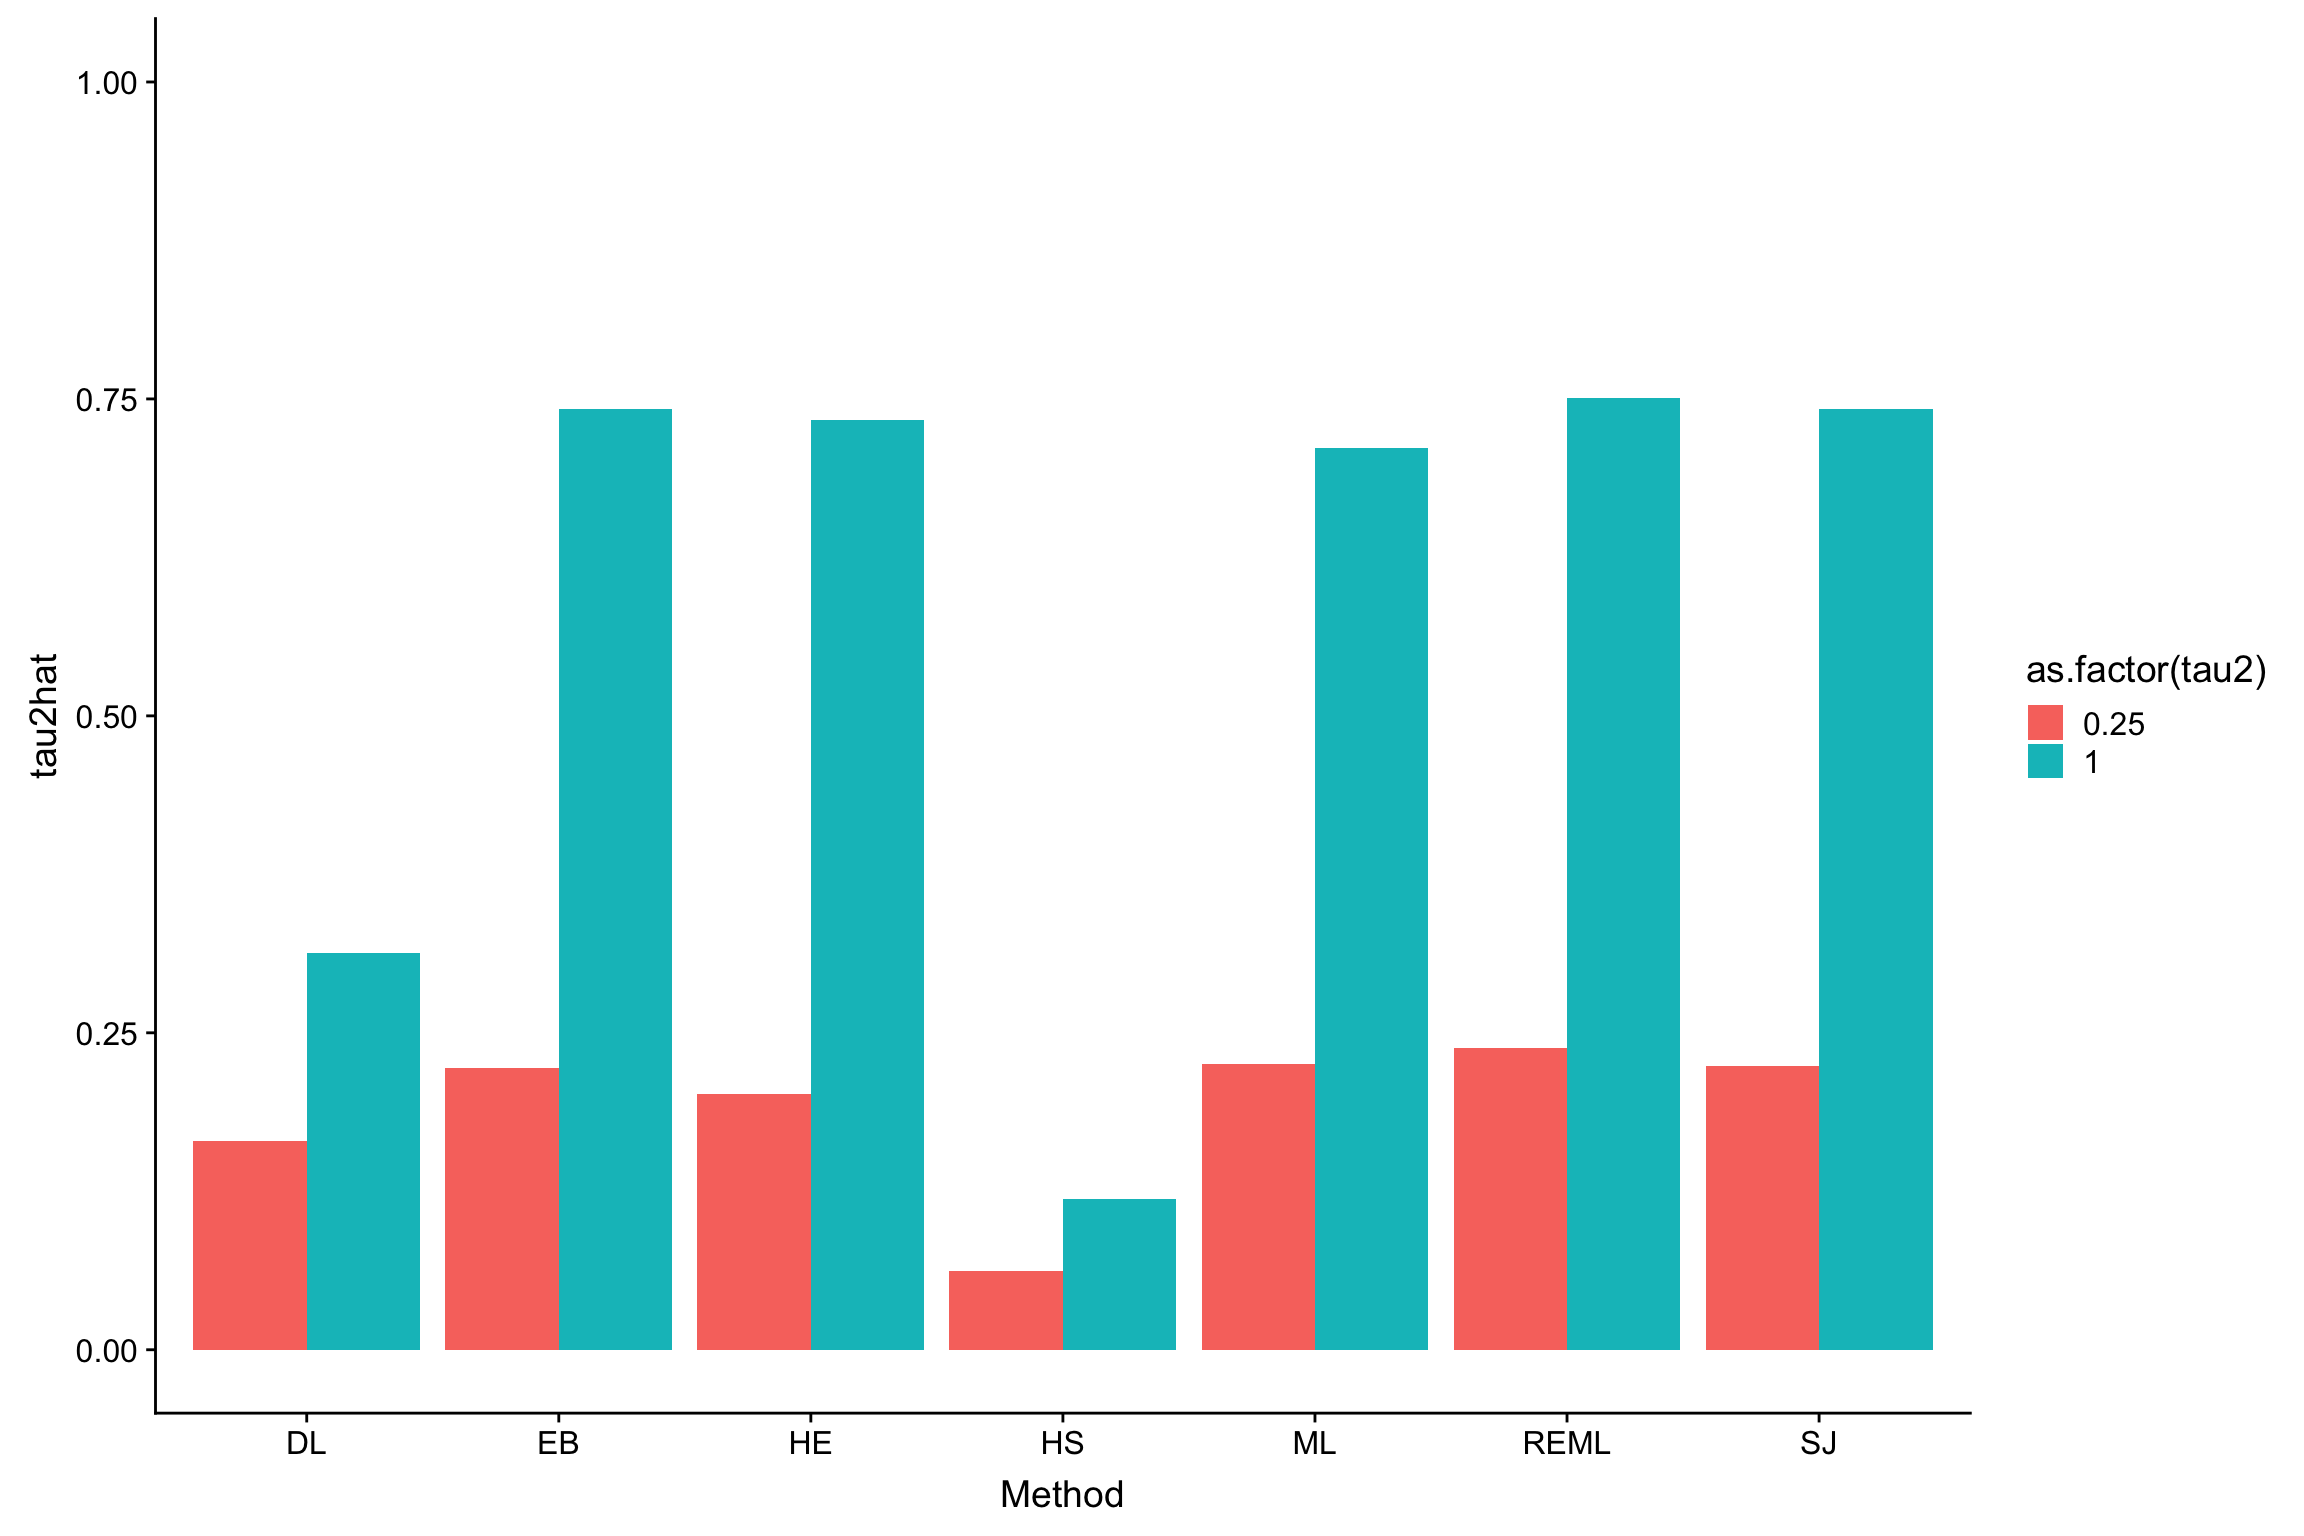 1.00
0.75
0.50
0.25
0.00
tau2hat
DL
EB
HE
HS
ML
REML
SJ
Method
as.factor(tau2)
0.25
1